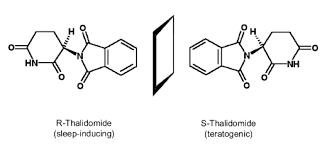 H O O H
O N N O
NH O O O O NH
R-Thalidomide S-Thalidomide
(sleep-inducing) (teratogenic)